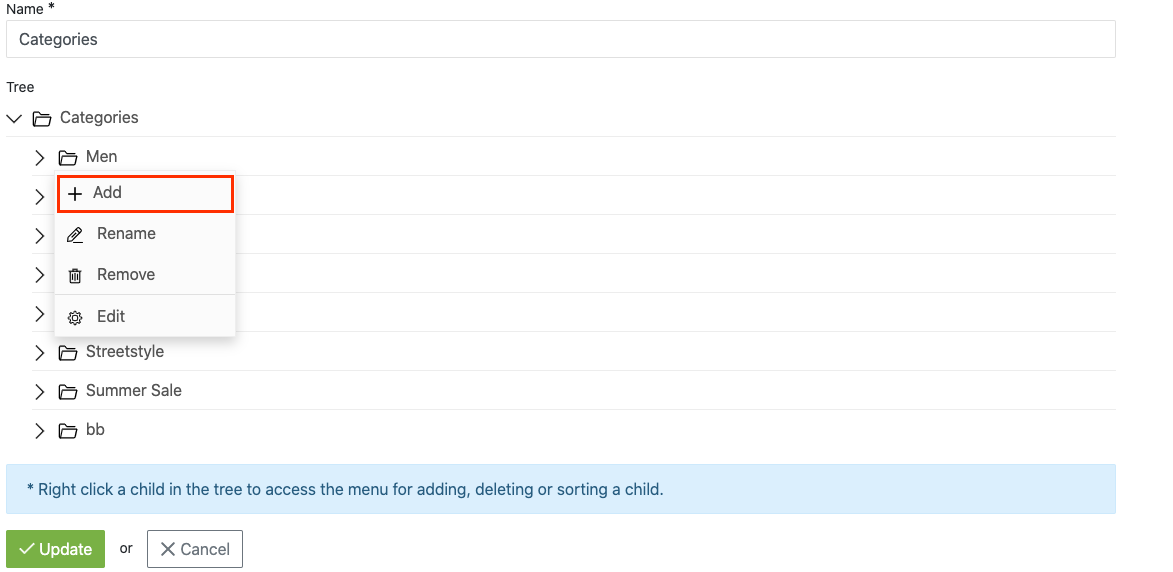 Name *
Categories
Tree
Categories
Men
Add
Rename
Remove
Edit
Streetstyle
Summer Sale
bb
* Right click a child in the tree to access the menu for adding, deleting or sorting a child.
Update or Cancel